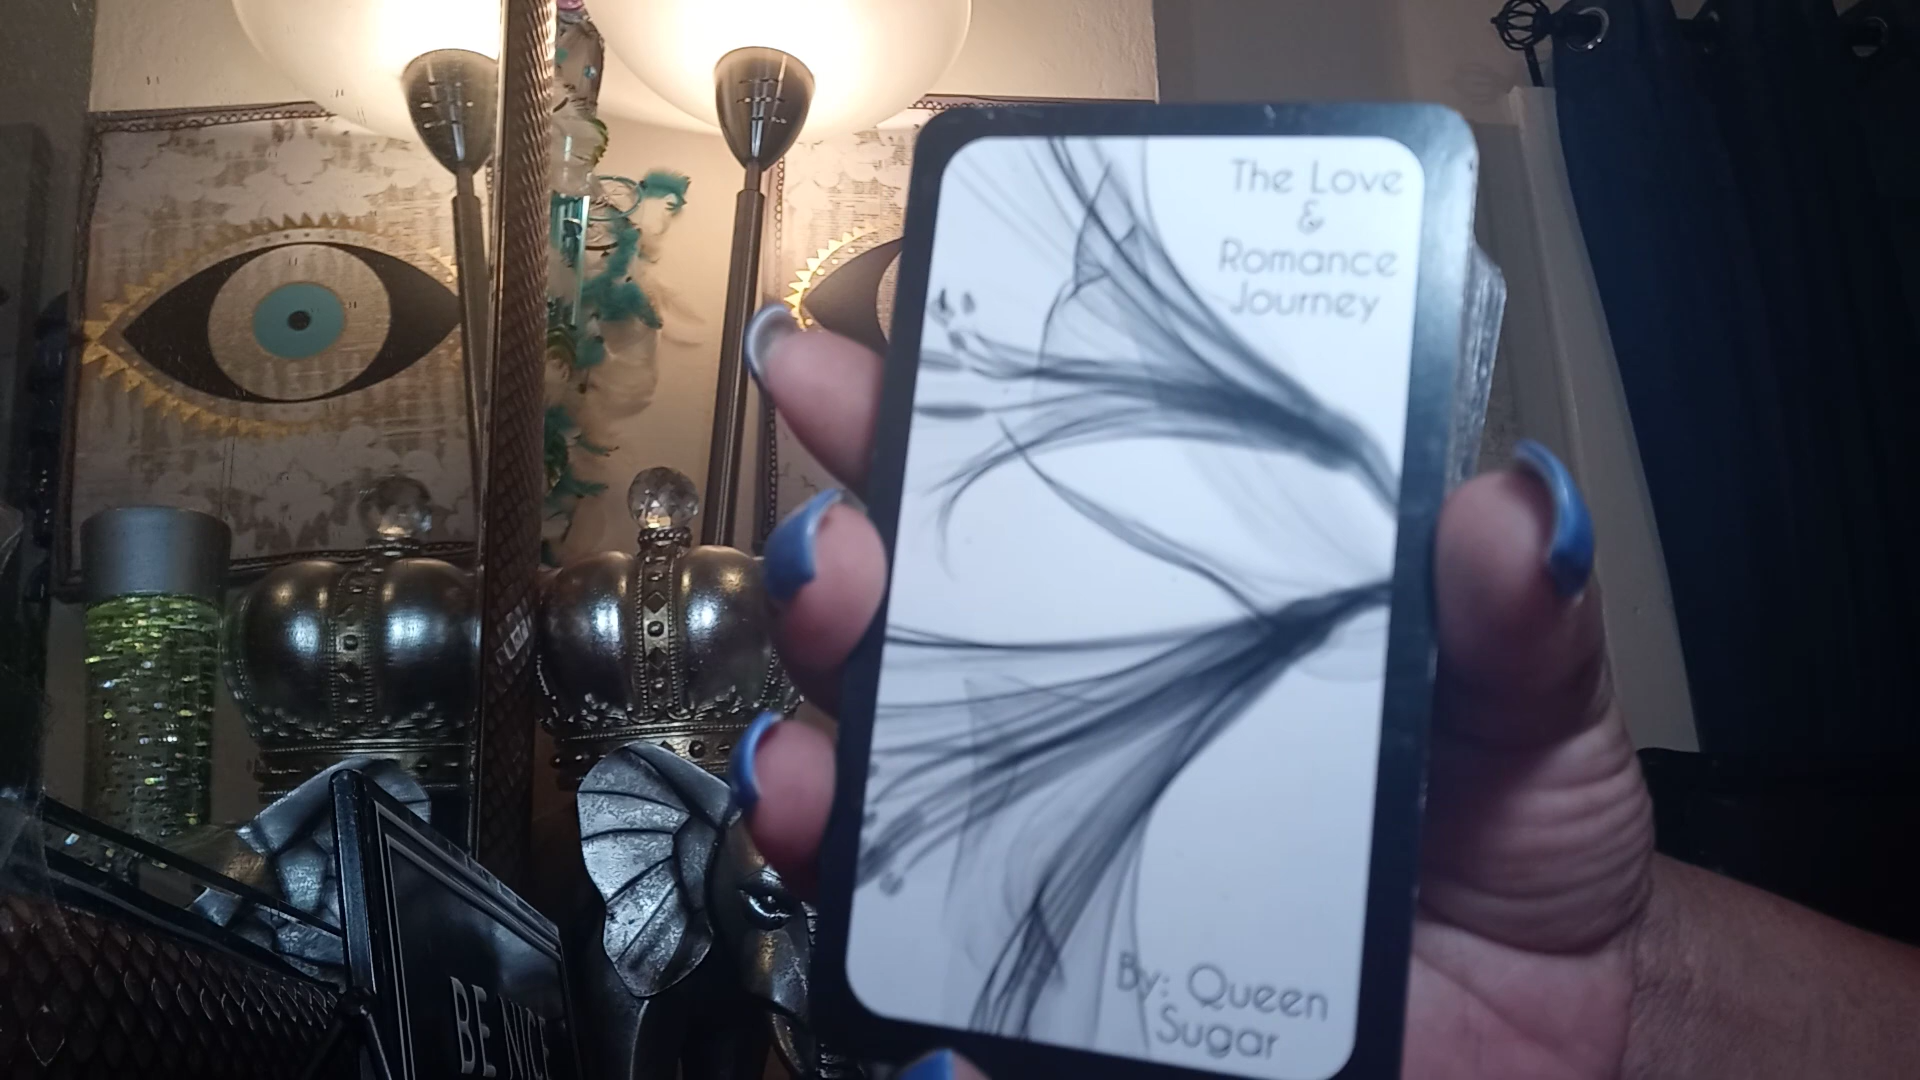 The Love
&
Romance
Journey
By: Queen
Sugar
BE NICE